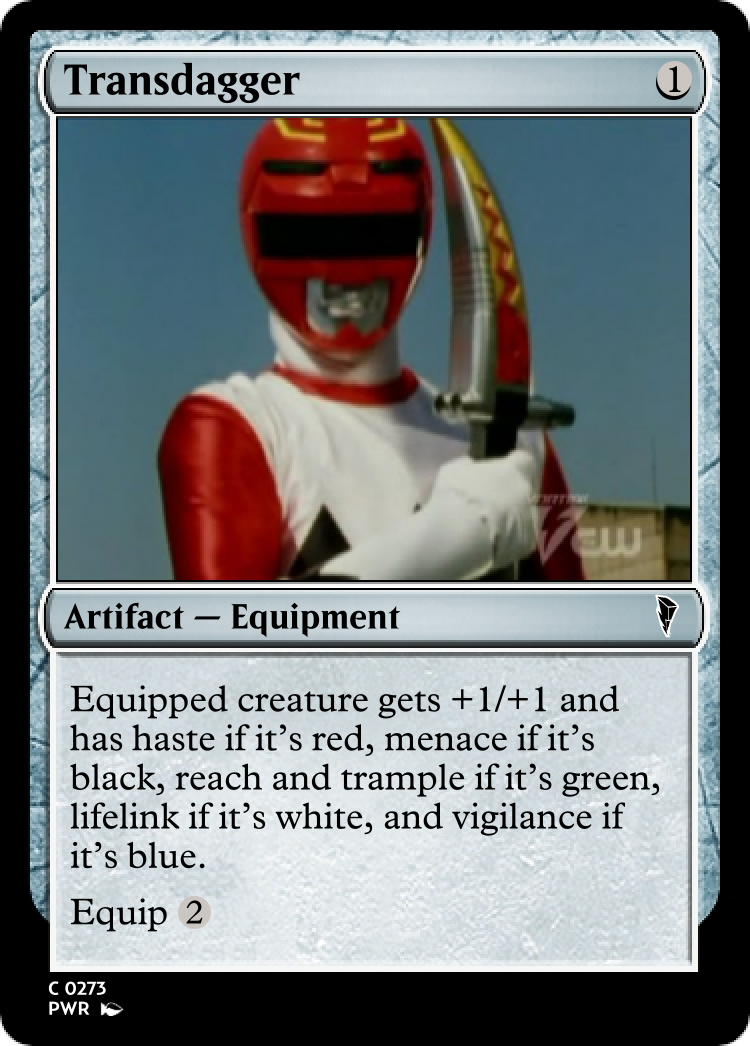 Transdagger
1
VIEW
Artifact — Equipment
Equipped creature gets +1/+1 and
has haste if it's red, menace if it's
black, reach and trample if it's green,
lifelink if it's white, and vigilance if
it's blue.
Equip 2
C 0273
PWR